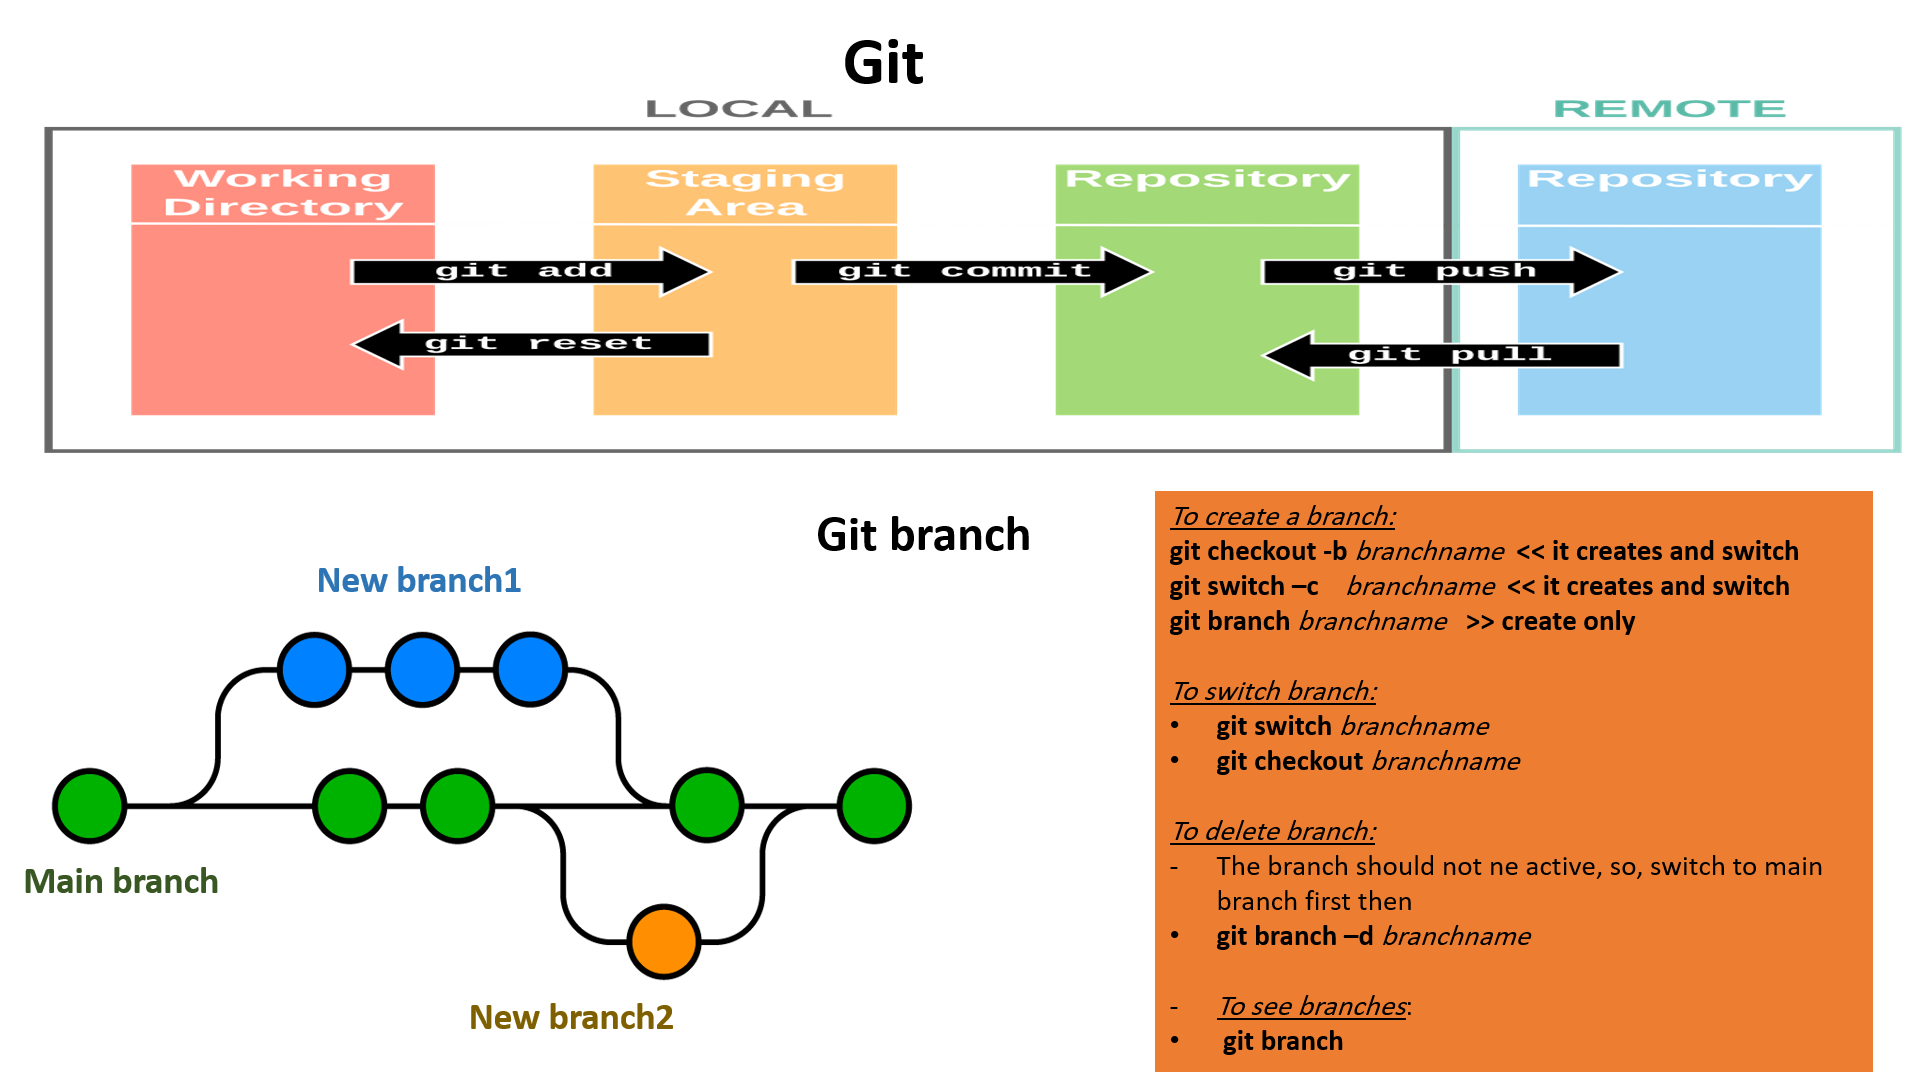 Git
LOCAL
REMOTE
Working
Directory
Staging
Area
Repository
Repository
git add
git commit
git push
git reset
git pull
Git branch
New branch1
Main branch
New branch2
To create a branch:
git checkout -b branchname << it creates and switch
git switch –c branchname << it creates and switch
git branch branchname >> create only
To switch branch:
• git switch branchname
• git checkout branchname
To delete branch:
- The branch should not ne active, so, switch to main
branch first then
• git branch –d branchname
- To see branches:
• git branch